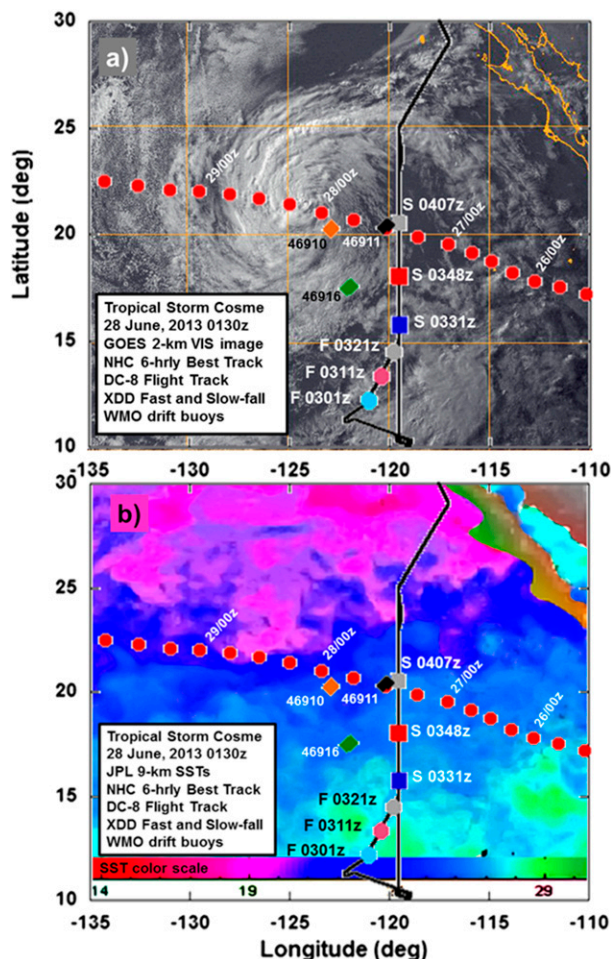 30
a)
25
29/00z
28/00z
S 0407z
27/00z
20
46910
46911
26/00z
S 0348z
46916
S 0331z
15
F 0321z
F 0311z
F 0301z
10
Latitude (deg)
Tropical Storm Cosme
28 June, 2013 0130z
GOES 2-km VIS image
NHC 6-hrly Best Track
DC-8 Flight Track
XDD Fast and Slow-fall
WMO drift buoys
-135
-130
-125
-120
-115
-110
30
b)
25
29/00z
28/00z
S 0407z
27/00z
20
46910
46911
26/00z
S 0348z
46916
S 0331z
15
F 0321z
F 0311z
F 0301z
10
Latitude (deg)
Tropical Storm Cosme
28 June, 2013 0130z
JPL 9-km SSTs
NHC 6-hrly Best Track
DC-8 Flight Track
XDD Fast and Slow-fall
WMO drift buoys
SST color scale
14
19
29
-135
-130
-125
-120
-115
-110
Longitude (deg)